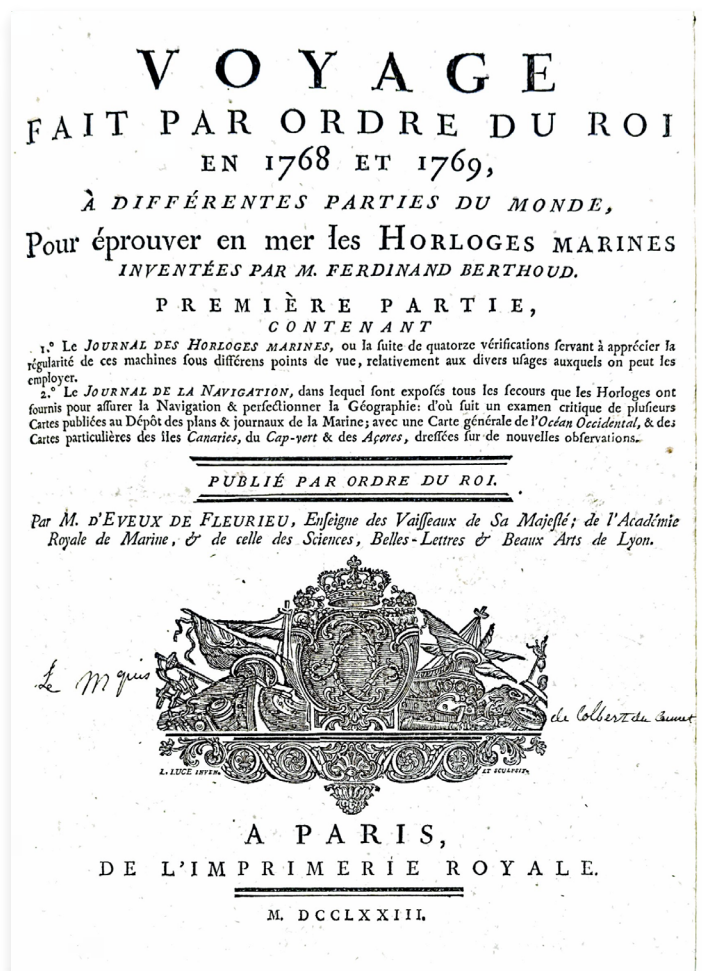 VOYAGE
FAIT PAR ORDRE DU ROI
EN 1768 ET 1769,
À DIFFÉRENTES PARTIES DU MONDE,
Pour éprouver en mer les HORLOGES MARINES
INVENTÉES PAR M. FERDINAND BERTHOUD.
PREMIÈRE PARTIE,
CONTENANT
1.° Le JOURNAL DES HORLOGES MARINES, ou la ſuite de quatorze vérifications ſervant à apprécier la
régularité de ces machines ſous différens points de vue, relativement aux divers uſages auxquels on peut les
employer.
2.° Le JOURNAL DE LA NAVIGATION, dans lequel ſont expoſés tous les ſecours que les Horloges ont
fournis pour aſſurer la Navigation & perfectionner la Géographie: d'où ſuit un examen critique de pluſieurs
Cartes publiées au Dépôt des plans & journaux de la Marine; avec une Carte générale de l'Océan Occidental, & des
Cartes particulières des îles Canaries, du Cap-vert & des Açores, dreſſées ſur de nouvelles obſervations.
PUBLIÉ PAR ORDRE DU ROI.
Par M. D'EVEUX DE FLEURIEU, Enſeigne des Vaiſſeaux de Sa Majeſté; de l'Académie
Royale de Marine, & de celle des Sciences, Belles-Lettres & Beaux Arts de Lyon.
Le Mquis de Colbert du
L. LUCE INVEN. ET SCULPSIT.
A PARIS,
DE L'IMPRIMERIE ROYALE.
M. DCCLXXIII.